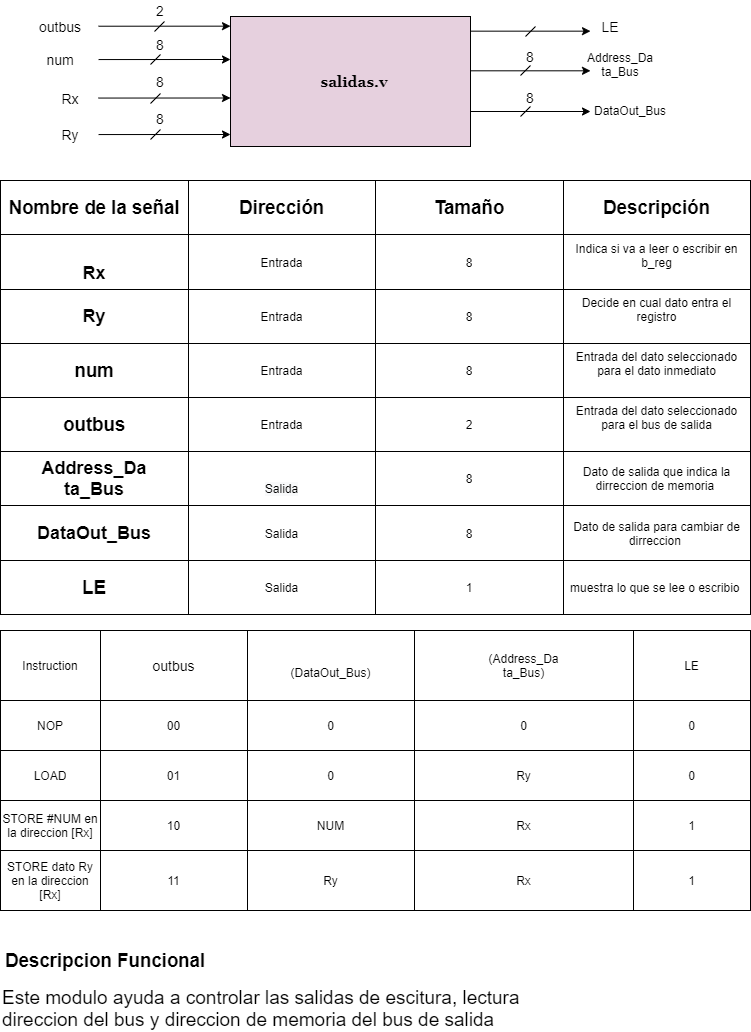 outbus 2
num 8
Rx 8
Ry 8
salidas.v
LE
8 Address_Da
ta_Bus
8 DataOut_Bus
Nombre de la señal Dirección Tamaño Descripción
Rx Entrada 8 Indica si va a leer o escribir en
b_reg
Ry Entrada 8 Decide en cual dato entra el
registro
num Entrada 8 Entrada del dato seleccionado
para el dato inmediato
outbus Entrada 2 Entrada del dato seleccionado
para el bus de salida
Address_Da
ta_Bus Salida 8 Dato de salida que indica la
dirreccion de memoria
DataOut_Bus Salida 8 Dato de salida para cambiar de
dirreccion
LE Salida 1 muestra lo que se lee o escribio
Instruction outbus (DataOut_Bus) (Address_Da
ta_Bus) LE
NOP 00 0 0 0
LOAD 01 0 Ry 0
STORE #NUM en
la direccion [Rx] 10 NUM Rx 1
STORE dato Ry
en la direccion
[Rx] 11 Ry Rx 1
Descripcion Funcional
Este modulo ayuda a controlar las salidas de escitura, lectura
direccion del bus y direccion de memoria del bus de salida